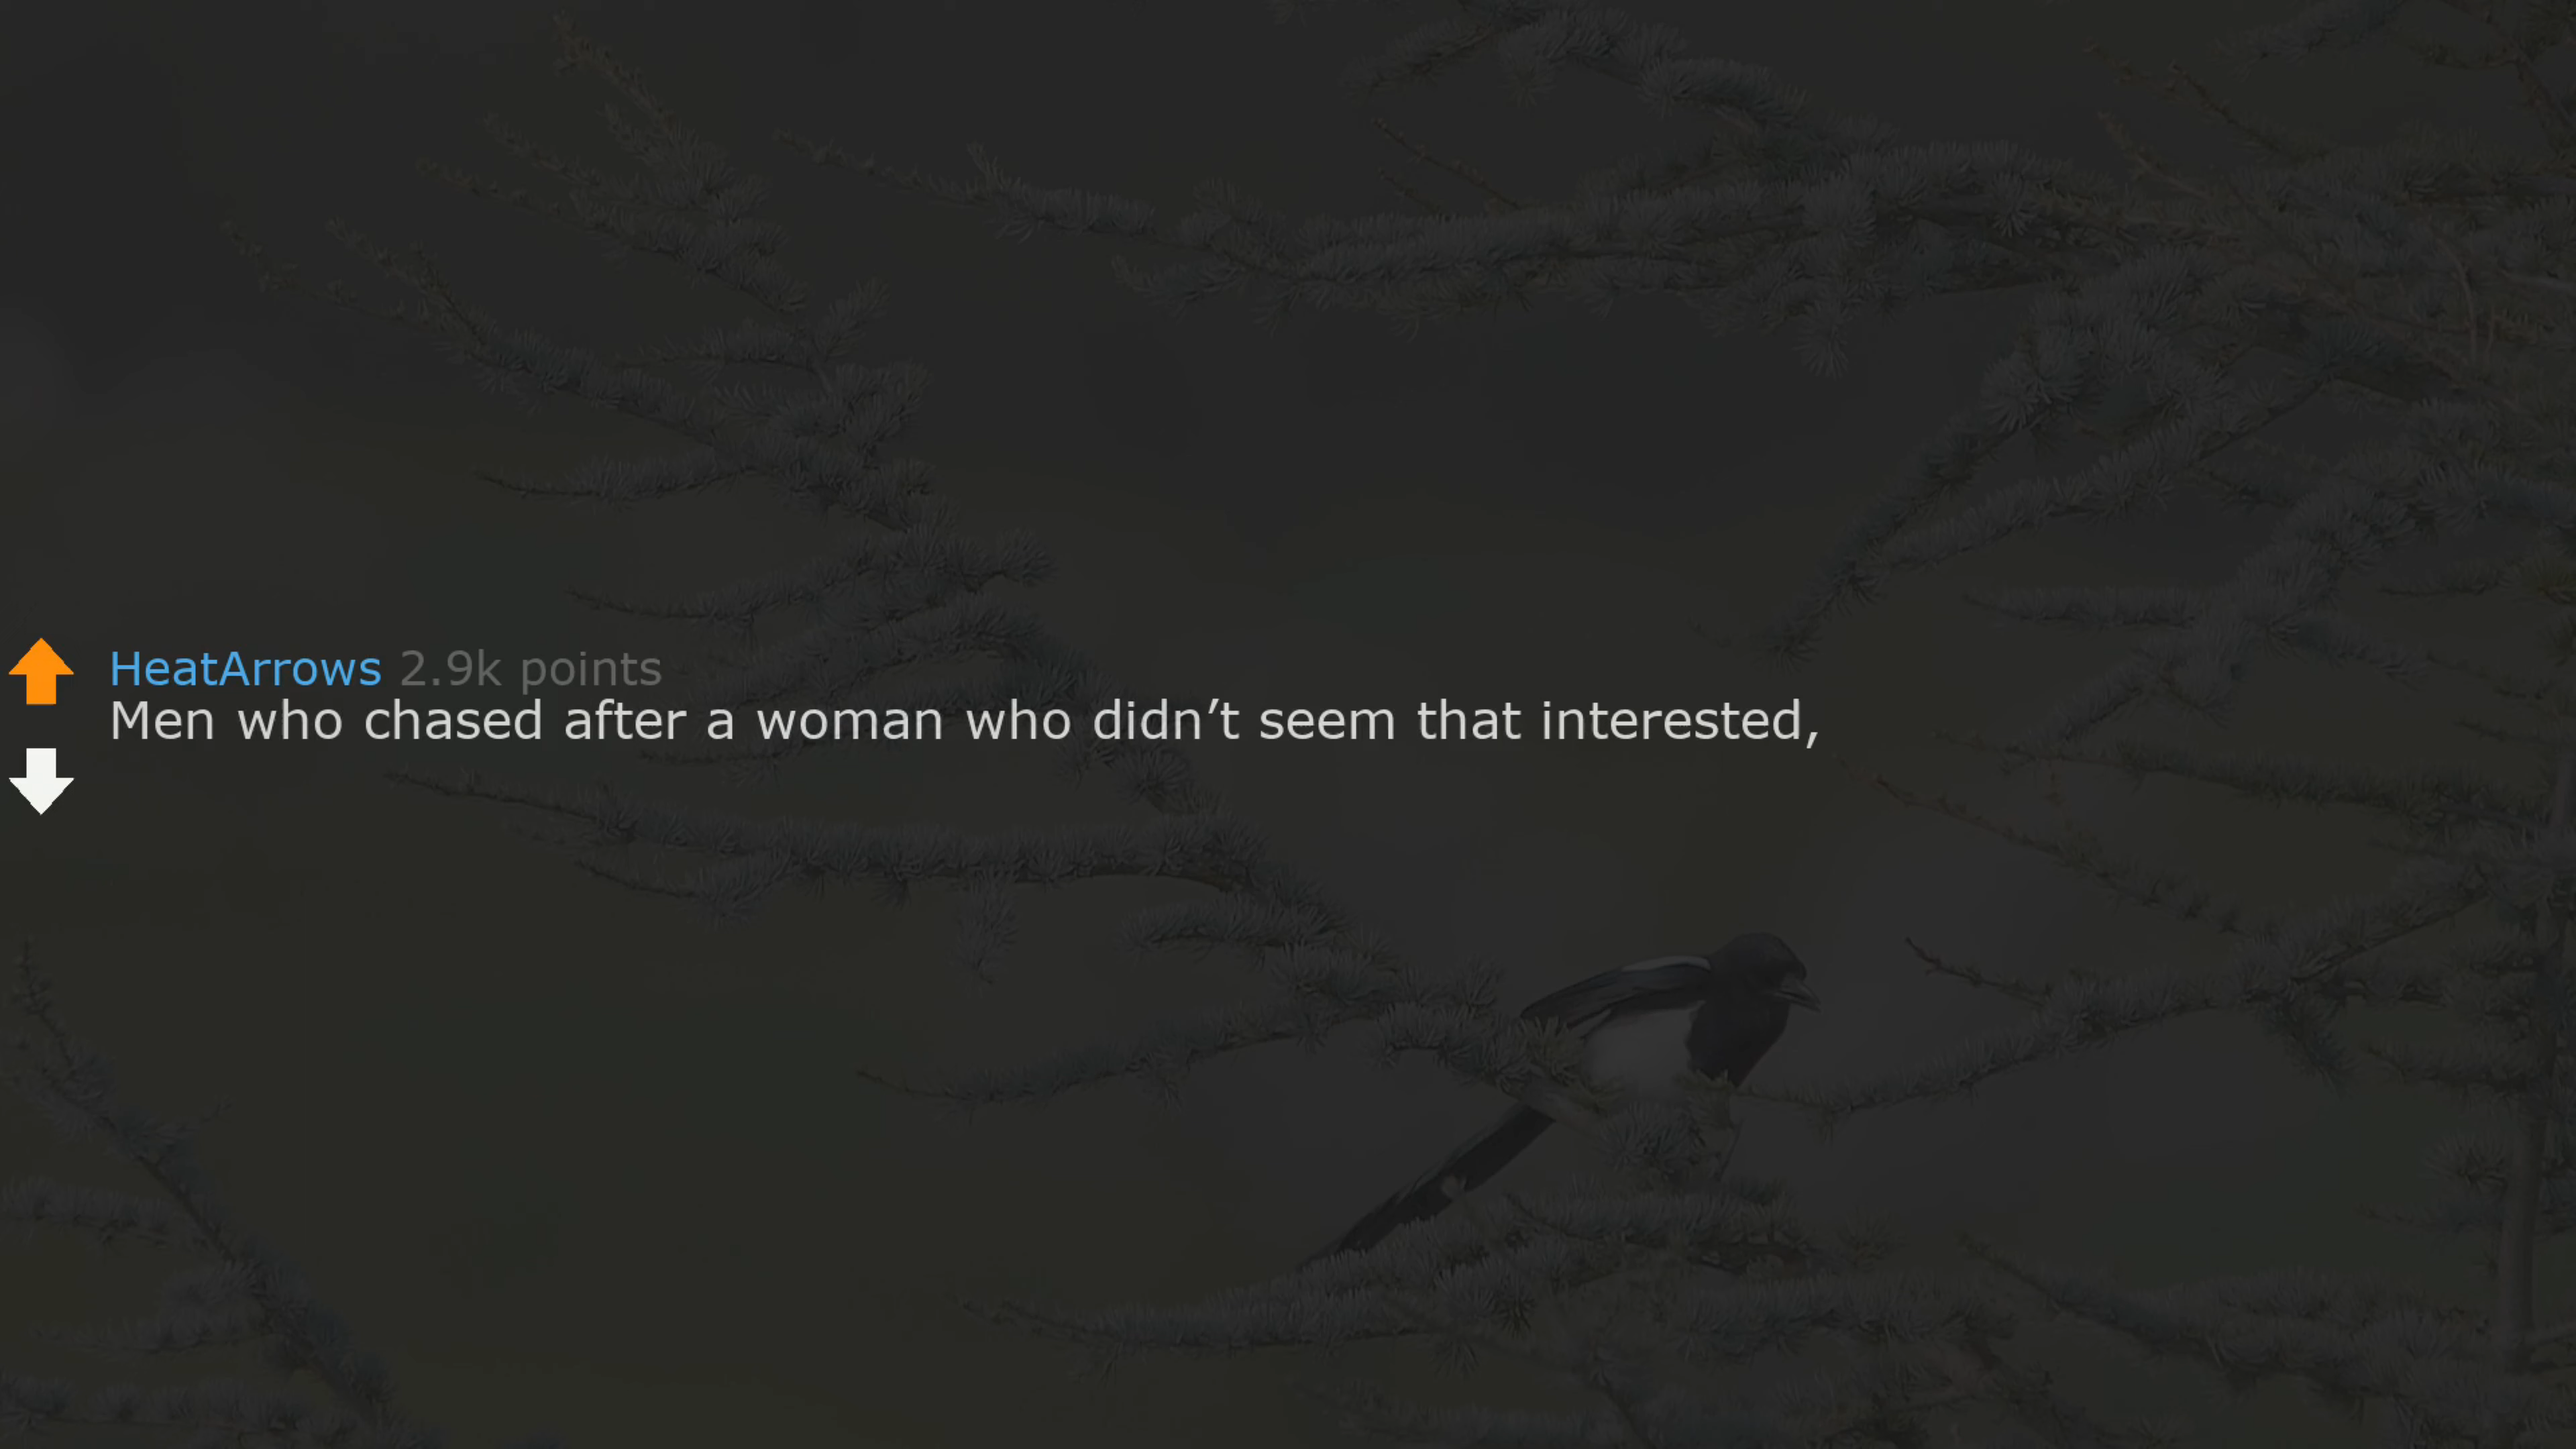 HeatArrows 2.9k points
Men who chased after a woman who didn’t seem that interested,